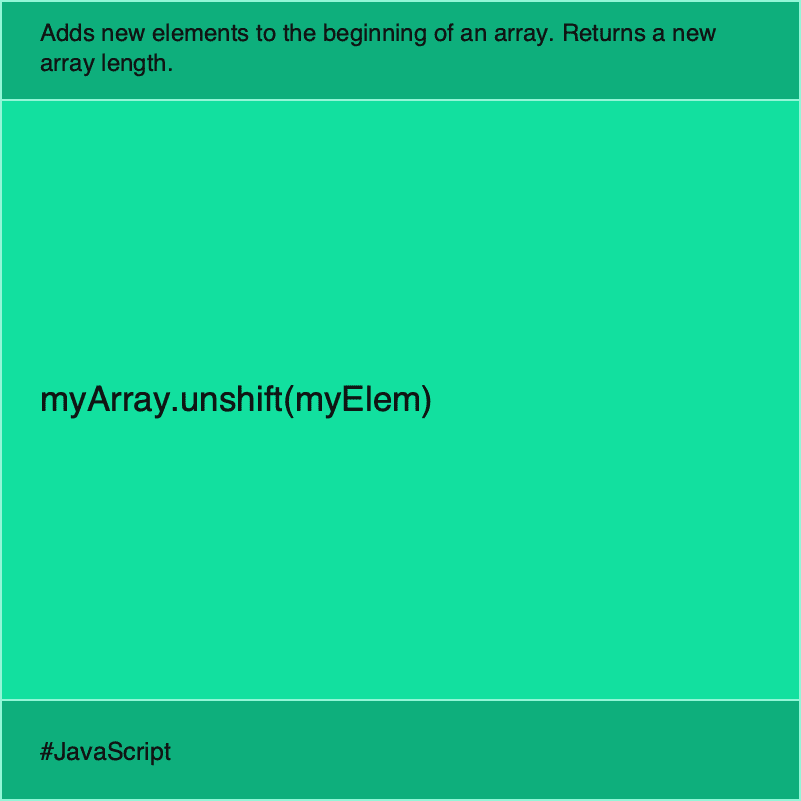 Adds new elements to the beginning of an array. Returns a new
array length.
myArray.unshift(myElem)
#JavaScript